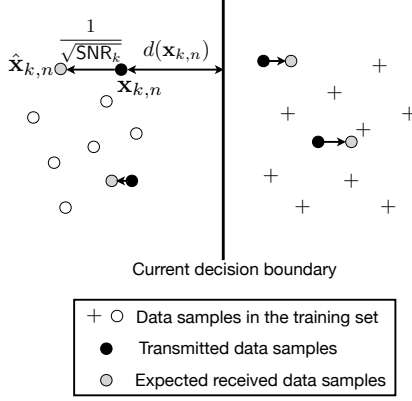 1/√SNR_k
d(x_{k,n})
x̂_{k,n}
x_{k,n}
Current decision boundary
+ ○ Data samples in the training set
Transmitted data samples
Expected received data samples